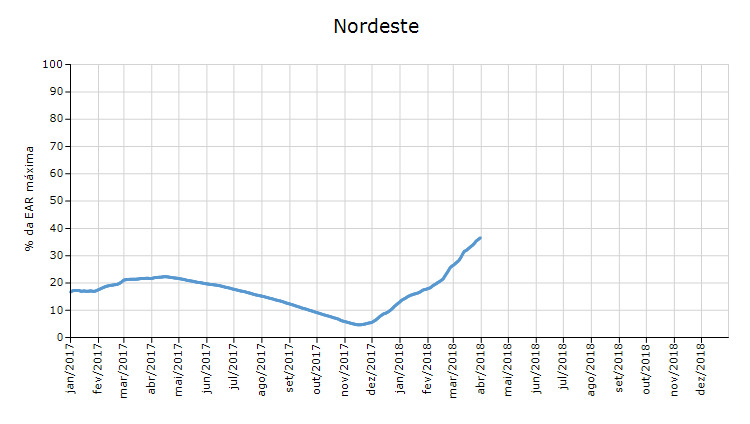 Nordeste
% da EAR máxima
100
90
80
70
60
50
40
30
20
10
0
jan/2017
fev/2017
mar/2017
abr/2017
mai/2017
jun/2017
jul/2017
ago/2017
set/2017
out/2017
nov/2017
dez/2017
jan/2018
fev/2018
mar/2018
abr/2018
mai/2018
jun/2018
jul/2018
ago/2018
set/2018
out/2018
nov/2018
dez/2018